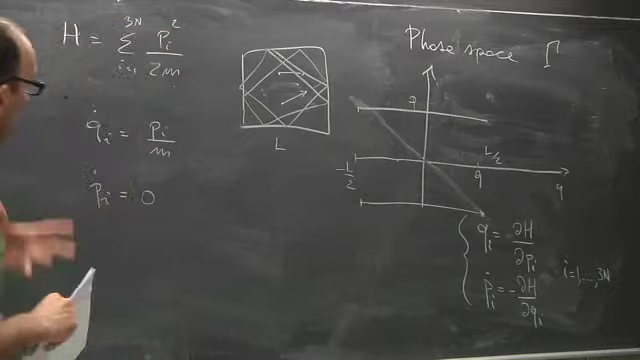 H = ∑_{i=1}^{3N} p_i²/2m
q̇_i = p_i/m
ṗ_i = 0
L
Phase space Γ
P
L/2
-1/2
q
q
q̇_i = ∂H/∂p_i
ṗ_i = -∂H/∂q_i
i=1,...,3N